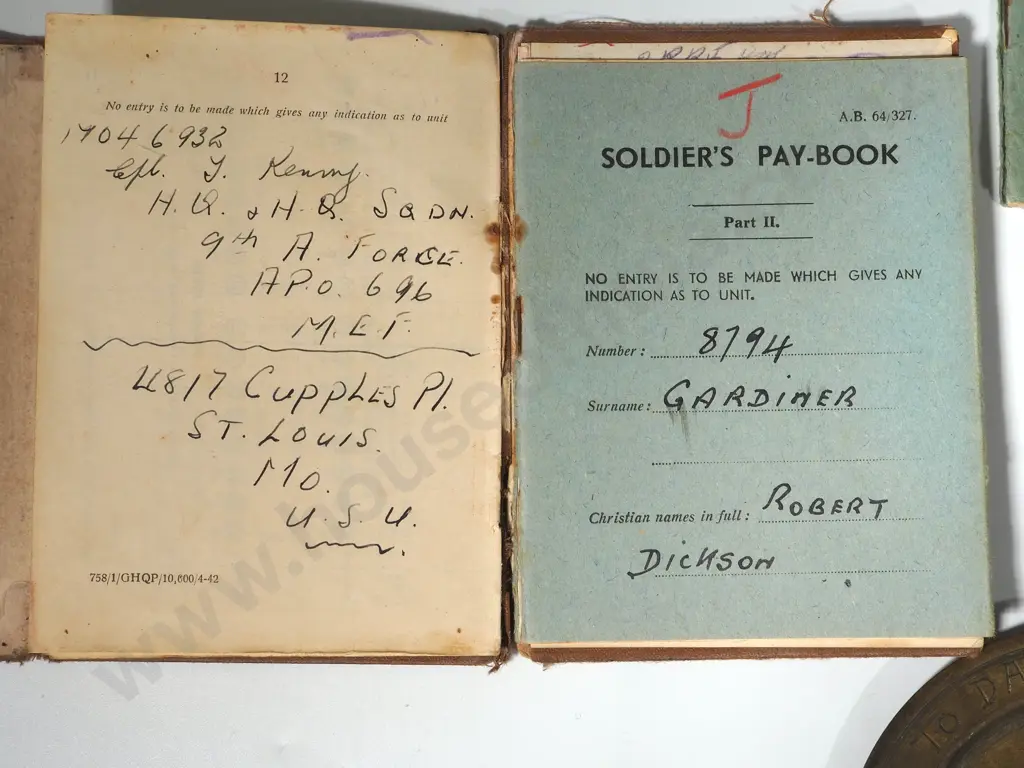 12
No entry is to be made which gives any indication as to unit
17046932
Cpl. J. Kenny.
H.Q. & H.Q. SQDN.
9th A. FORCE.
A.P.O. 696
M.E.F.
4817 CUPPLES Pl.
ST. LOUIS.
MO.
U.S.U.
758/1/GHQP/10,600/4-42
J
A.B. 64/327.
SOLDIER'S PAY-BOOK
Part II.
NO ENTRY IS TO BE MADE WHICH GIVES ANY
INDICATION AS TO UNIT.
Number: 8794
Surname: GARDINER
Christian names in full: ROBERT
DICKSON
TO DA